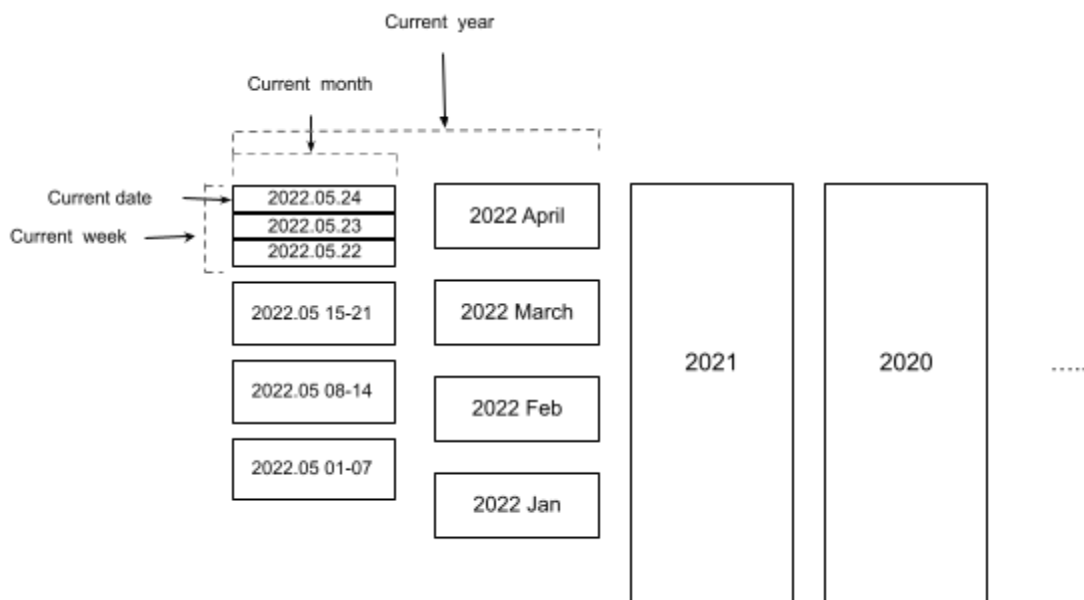 Current year
Current month
Current date
Current week
2022.05.24
2022.05.23
2022.05.22
2022.05 15-21
2022.05 08-14
2022.05 01-07
2022 April
2022 March
2022 Feb
2022 Jan
2021
2020
.....